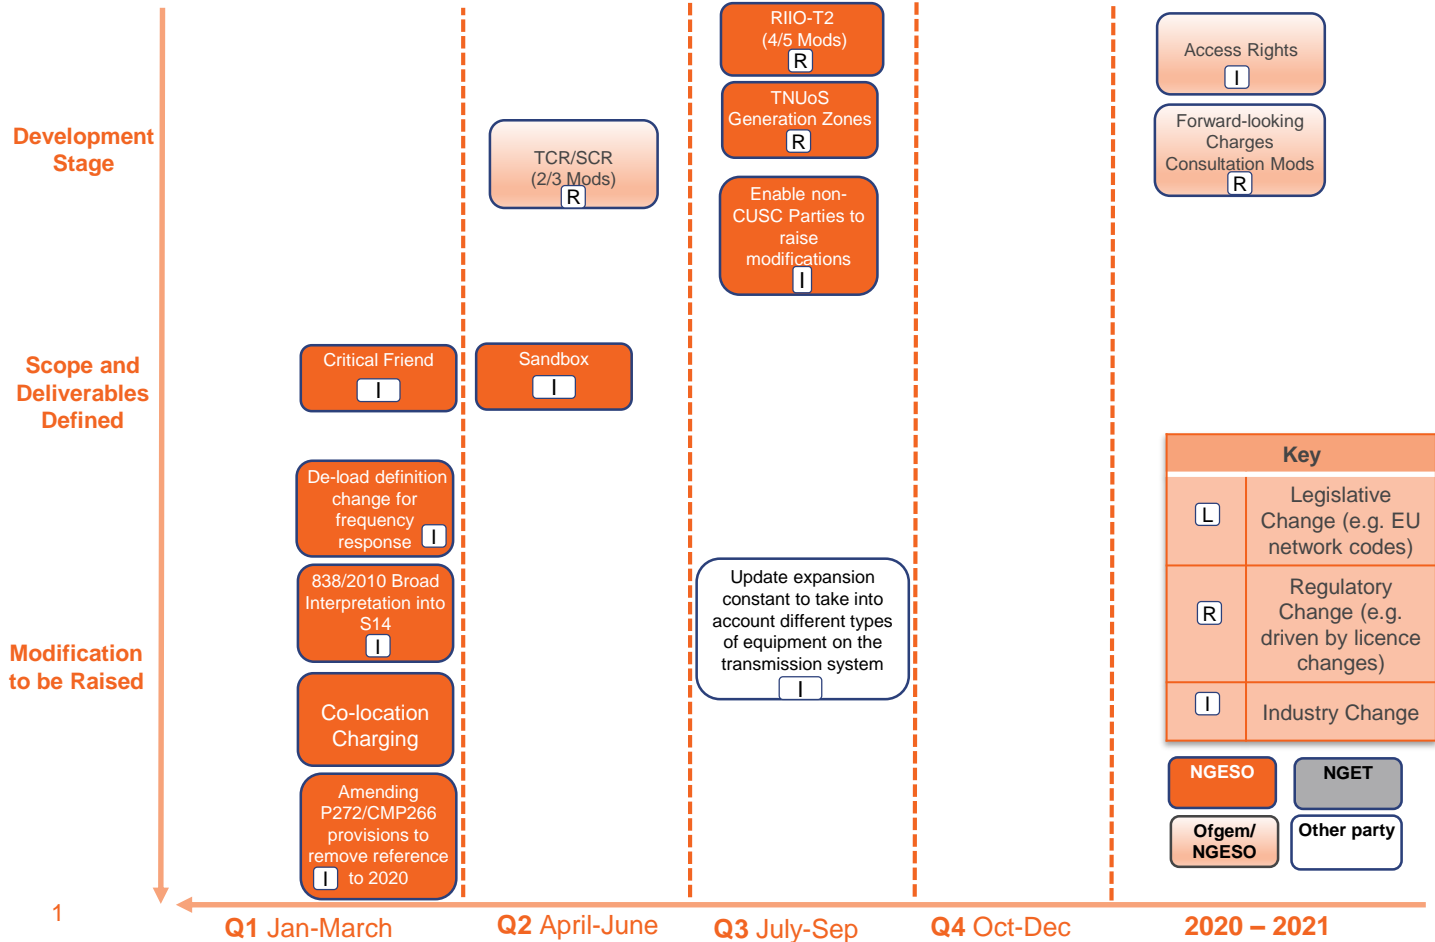 Development
Stage
Scope and
Deliverables
Defined
Modification
to be Raised
RIIO-T2
(4/5 Mods)
R
TNUoS
Generation Zones
R
Enable non-
CUSC Parties to
raise
modifications
I
TCR/SCR
(2/3 Mods)
R
Access Rights
I
Forward-looking
Charges
Consultation Mods
R
Critical Friend
I
Sandbox
I
De-load definition
change for
frequency
response
I
838/2010 Broad
Interpretation into
S14
I
Co-location
Charging
Amending
P272/CMP266
provisions to
remove reference
to 2020
I
Update expansion
constant to take into
account different types
of equipment on the
transmission system
I
Key
L
Legislative
Change (e.g. EU
network codes)
R
Regulatory
Change (e.g.
driven by licence
changes)
I
Industry Change
NGESO
NGET
Ofgem/
NGESO
Other party
1
Q1 Jan-March
Q2 April-June
Q3 July-Sep
Q4 Oct-Dec
2020 – 2021